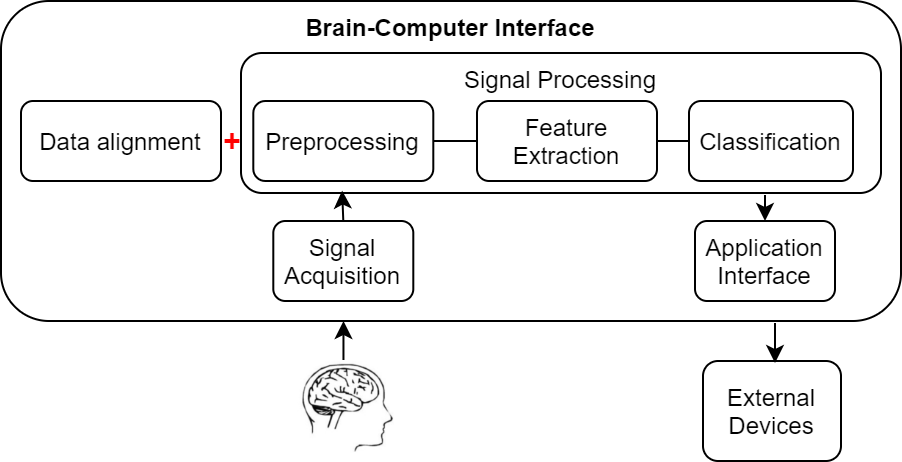 Brain-Computer Interface
Signal Processing
Data alignment
+
Preprocessing
Feature
Extraction
Classification
Signal
Acquisition
Application
Interface
External
Devices